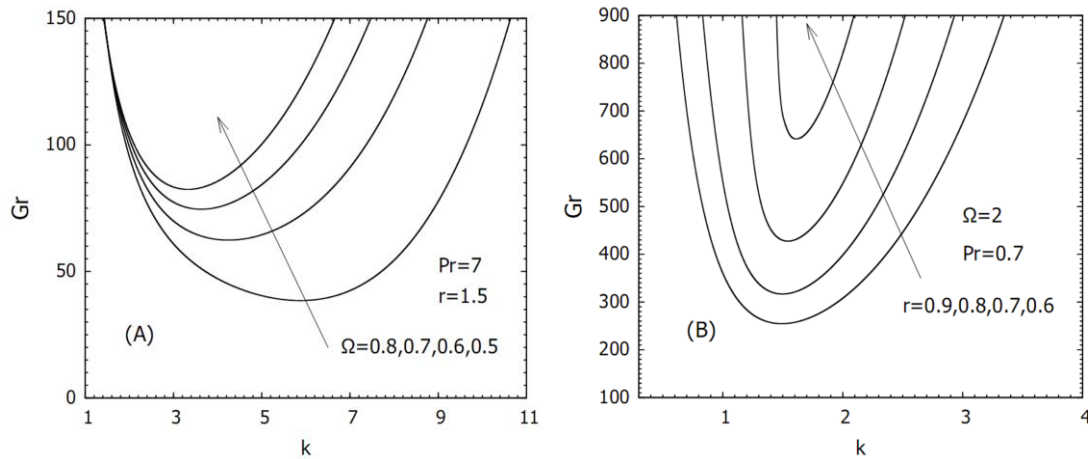 150
100
50
0
Gr
1 3 5 7 9 11
k
(A)
Pr=7
r=1.5
Ω=0.8,0.7,0.6,0.5
900
800
700
600
500
400
300
200
100
Gr
1 2 3 4
k
(B)
Ω=2
Pr=0.7
r=0.9,0.8,0.7,0.6